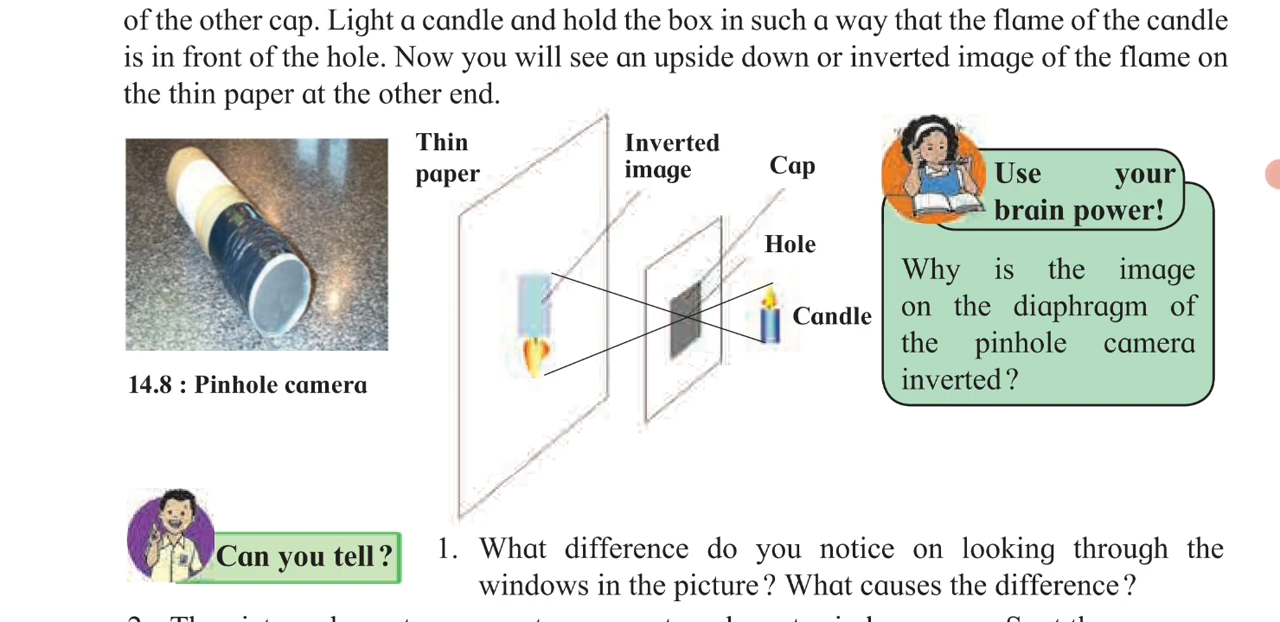 of the other cap. Light a candle and hold the box in such a way that the flame of the candle
is in front of the hole. Now you will see an upside down or inverted image of the flame on
the thin paper at the other end.
Thin
paper
Inverted
image
Cap
Hole
Candle
14.8 : Pinhole camera
Use your
brain power!
Why is the image
on the diaphragm of
the pinhole camera
inverted?
Can you tell?
1. What difference do you notice on looking through the
windows in the picture? What causes the difference?